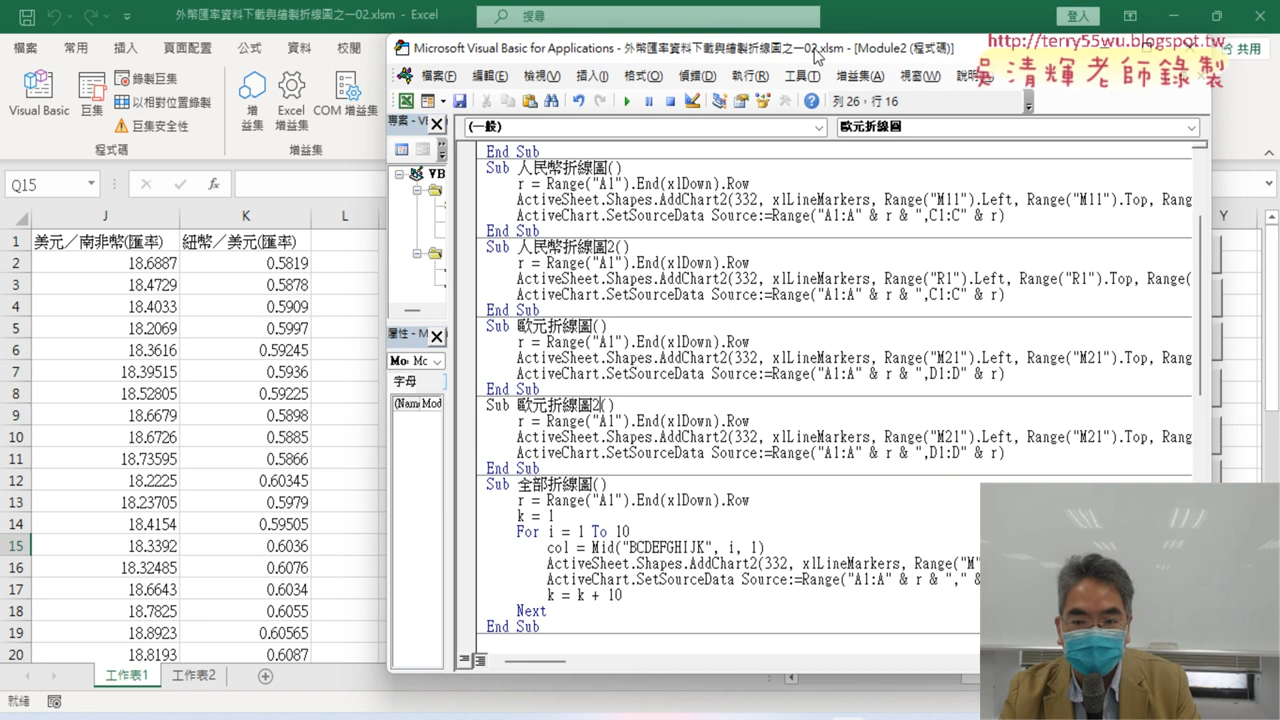 外幣匯率資料下載與繪製折線圖之一02.xlsm - Excel
搜尋
登入
檔案 常用 插入 頁面配置 公式 資料 校閱
共用
http://terry55wu.blogspot.tw
吳清輝老師錄製
Visual Basic
巨集
錄製巨集
以相對位置錄製
巨集安全性
程式碼
增益集
Excel 增益集
COM 增益集
增益集
Microsoft Visual Basic for Applications - 外幣匯率資料下載與繪製折線圖之一02.xlsm - [Module2 (程式碼)]
檔案(F) 編輯(E) 檢視(V) 插入(I) 格式(O) 偵錯(D) 執行(R) 工具(T) 增益集(A) 視窗(W)
列 26，行 16
(一般)
歐元折線圖
字母
(Name Mod
End Sub
Sub 人民幣折線圖()
r = Range("A1").End(xlDown).Row
ActiveSheet.Shapes.AddChart2(332, xlLineMarkers, Range("M11").Left, Range("M11").Top, Rang
ActiveChart.SetSourceData Source:=Range("A1:A" & r & ",C1:C" & r)
End Sub
Sub 人民幣折線圖2()
r = Range("A1").End(xlDown).Row
ActiveSheet.Shapes.AddChart2(332, xlLineMarkers, Range("R1").Left, Range("R1").Top, Range(
ActiveChart.SetSourceData Source:=Range("A1:A" & r & ",C1:C" & r)
End Sub
Sub 歐元折線圖()
r = Range("A1").End(xlDown).Row
ActiveSheet.Shapes.AddChart2(332, xlLineMarkers, Range("M21").Left, Range("M21").Top, Rang
ActiveChart.SetSourceData Source:=Range("A1:A" & r & ",D1:D" & r)
End Sub
Sub 歐元折線圖2()
r = Range("A1").End(xlDown).Row
ActiveSheet.Shapes.AddChart2(332, xlLineMarkers, Range("M21").Left, Range("M21").Top, Rang
ActiveChart.SetSourceData Source:=Range("A1:A" & r & ",D1:D" & r)
End Sub
Sub 全部折線圖()
r = Range("A1").End(xlDown).Row
k = 1
For i = 1 To 10
col = Mid("BCDEFGHIJK", i, 1)
ActiveSheet.Shapes.AddChart2(332, xlLineMarkers, Range("M"
ActiveChart.SetSourceData Source:=Range("A1:A" & r & "," &
k = k + 10
Next
End Sub
Q15
J K L Y
1 美元／南非幣(匯率) 紐幣／美元(匯率)
2 18.6887 0.5819
3 18.4729 0.5878
4 18.4033 0.5909
5 18.2069 0.5997
6 18.3616 0.59245
7 18.39515 0.5936
8 18.52805 0.59225
9 18.6679 0.5898
10 18.6726 0.5885
11 18.73595 0.5866
12 18.2225 0.60345
13 18.23705 0.5979
14 18.4154 0.59505
15 18.3392 0.6036
16 18.32485 0.6076
17 18.6643 0.6034
18 18.7825 0.6055
19 18.8923 0.60565
20 18.8193 0.6087
工作表1 工作表2
就緒